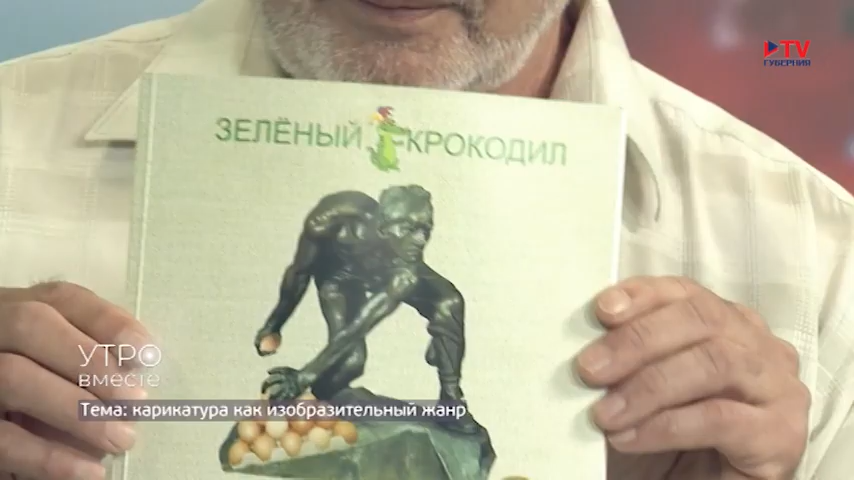 TV
ГУБЕРНИЯ
ЗЕЛЁНЫЙ КРОКОДИЛ
УТРО
вместе
Тема: карикатура как изобразительный жанр